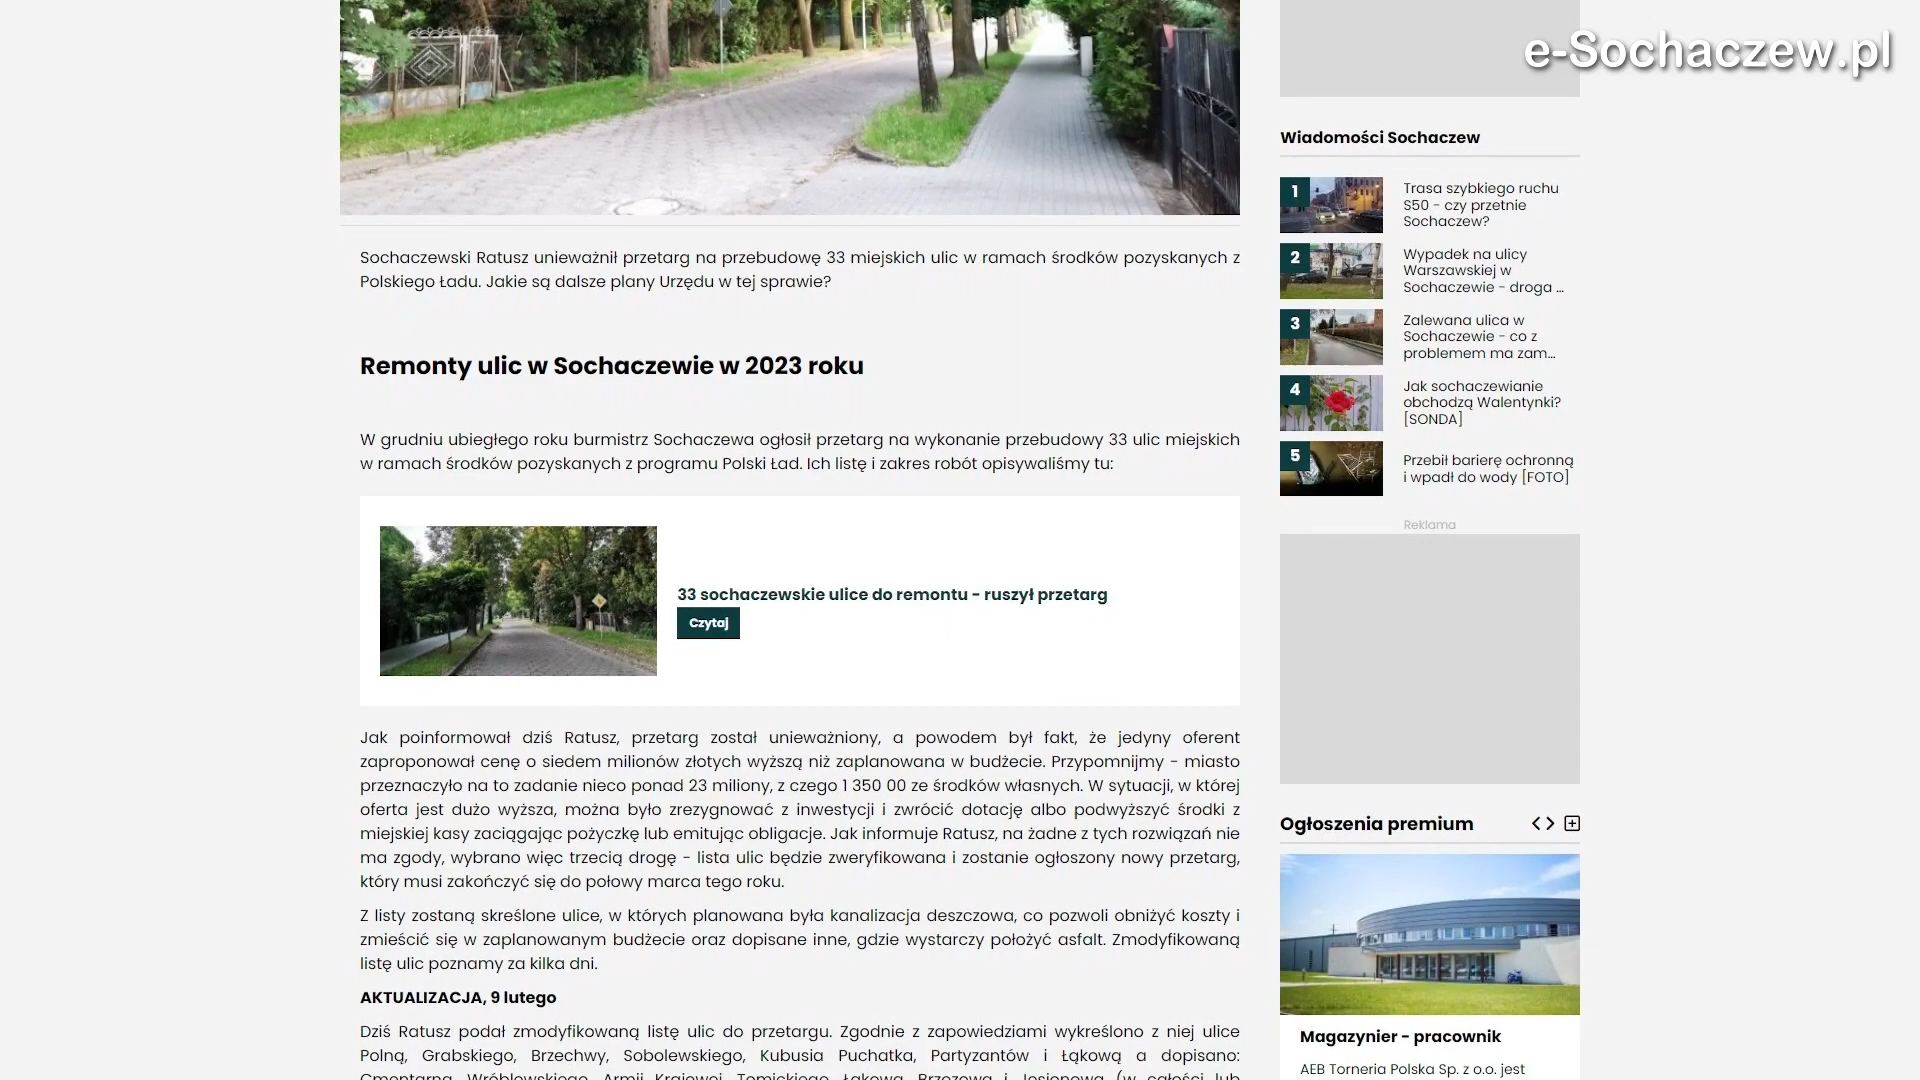 e-Sochaczew.pl
Sochaczewski Ratusz unieważnił przetarg na przebudowę 33 miejskich ulic w ramach środków pozyskanych z
Polskiego Ładu. Jakie są dalsze plany Urzędu w tej sprawie?
Remonty ulic w Sochaczewie w 2023 roku
W grudniu ubiegłego roku burmistrz Sochaczewa ogłosił przetarg na wykonanie przebudowy 33 ulic miejskich
w ramach środków pozyskanych z programu Polski Ład. Ich listę i zakres robót opisywaliśmy tu:
33 sochaczewskie ulice do remontu - ruszył przetarg
Czytaj
Jak poinformował dziś Ratusz, przetarg został unieważniony, a powodem był fakt, że jedyny oferent
zaproponował cenę o siedem milionów złotych wyższą niż zaplanowana w budżecie. Przypomnijmy - miasto
przeznaczyło na to zadanie nieco ponad 23 miliony, z czego 1 350 00 ze środków własnych. W sytuacji, w której
oferta jest dużo wyższa, można było zrezygnować z inwestycji i zwrócić dotację albo podwyższyć środki z
miejskiej kasy zaciągając pożyczkę lub emitując obligacje. Jak informuje Ratusz, na żadne z tych rozwiązań nie
ma zgody, wybrano więc trzecią drogę - lista ulic będzie zweryfikowana i zostanie ogłoszony nowy przetarg,
który musi zakończyć się do połowy marca tego roku.
Z listy zostaną skreślone ulice, w których planowana była kanalizacja deszczowa, co pozwoli obniżyć koszty i
zmieścić się w zaplanowanym budżecie oraz dopisane inne, gdzie wystarczy położyć asfalt. Zmodyfikowaną
listę ulic poznamy za kilka dni.
AKTUALIZACJA, 9 lutego
Dziś Ratusz podał zmodyfikowaną listę ulic do przetargu. Zgodnie z zapowiedziami wykreślono z niej ulice
Polną, Grabskiego, Brzechwy, Sobolewskiego, Kubusia Puchatka, Partyzantów i Łąkową a dopisano:
Cmentarną, Wróblewskiego, Armii Krajowej, Tomickiego, Łąkową, Brzozową i Jesionową (w całości lub
Wiadomości Sochaczew
1
Trasa szybkiego ruchu
S50 - czy przetnie
Sochaczew?
2
Wypadek na ulicy
Warszawskiej w
Sochaczewie - droga ...
3
Zalewana ulica w
Sochaczewie - co z
problemem ma zam...
4
Jak sochaczewianie
obchodzą Walentynki?
[SONDA]
5
Przebił barierę ochronną
i wpadł do wody [FOTO]
Reklama
Ogłoszenia premium
Magazynier - pracownik
AEB Torneria Polska Sp. z o.o. jest